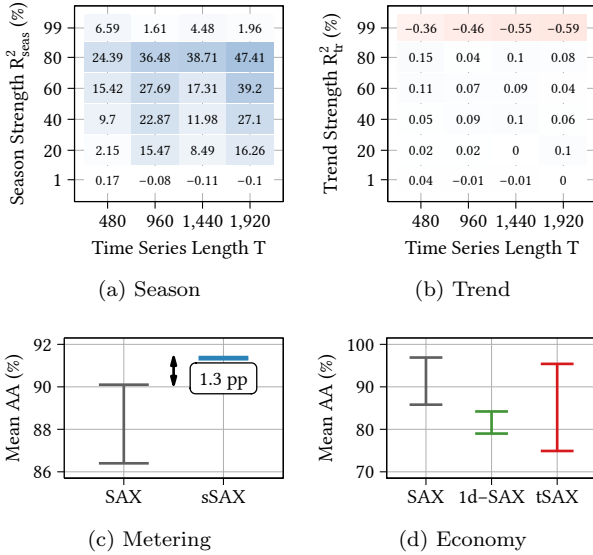 Season Strength R²seas (%)
99 6.59 1.61 4.48 1.96
80 24.39 36.48 38.71 47.41
60 15.42 27.69 17.31 39.2
40 9.7 22.87 11.98 27.1
20 2.15 15.47 8.49 16.26
1 0.17 −0.08 −0.11 −0.1
480 960 1,440 1,920
Time Series Length T
(a) Season
Trend Strength R²tr (%)
99 −0.36 −0.46 −0.55 −0.59
80 0.15 0.04 0.1 0.08
60 0.11 0.07 0.09 0.04
40 0.05 0.09 0.1 0.06
20 0.02 0.02 0 0.1
1 0.04 −0.01 −0.01 0
480 960 1,440 1,920
Time Series Length T
(b) Trend
Mean AA (%)
92
90
88
86
1.3 pp
SAX sSAX
(c) Metering
Mean AA (%)
100
90
80
70
SAX 1d–SAX tSAX
(d) Economy